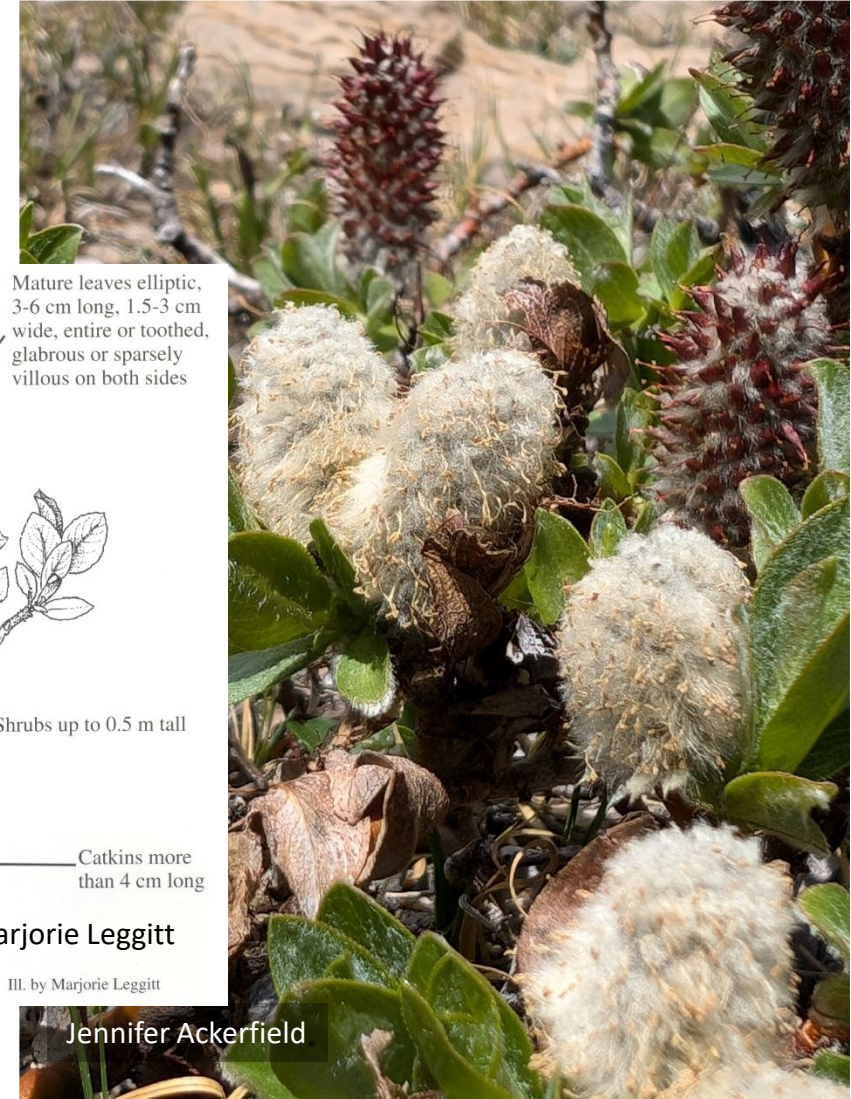 Mature leaves elliptic,
3-6 cm long, 1.5-3 cm
wide, entire or toothed,
glabrous or sparsely
villous on both sides
Shrubs up to 0.5 m tall
Catkins more
than 4 cm long
Marjorie Leggitt
Ill. by Marjorie Leggitt
Jennifer Ackerfield